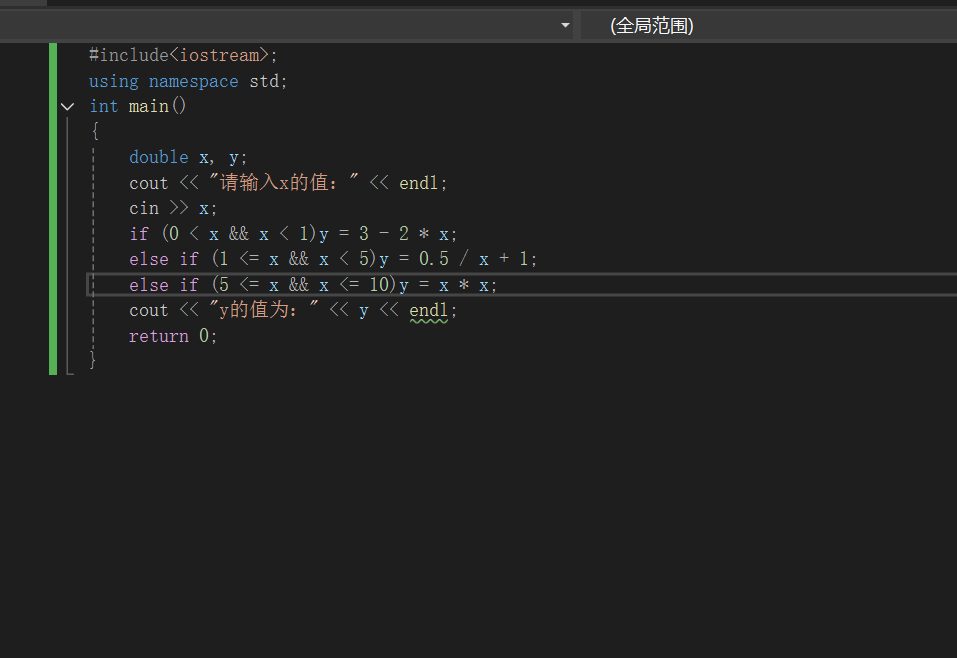 (全局范围)
#include<iostream>;
using namespace std;
int main()
{
double x, y;
cout << "请输入x的值：" << endl;
cin >> x;
if (0 < x && x < 1)y = 3 - 2 * x;
else if (1 <= x && x < 5)y = 0.5 / x + 1;
else if (5 <= x && x <= 10)y = x * x;
cout << "y的值为：" << y << endl;
return 0;
}